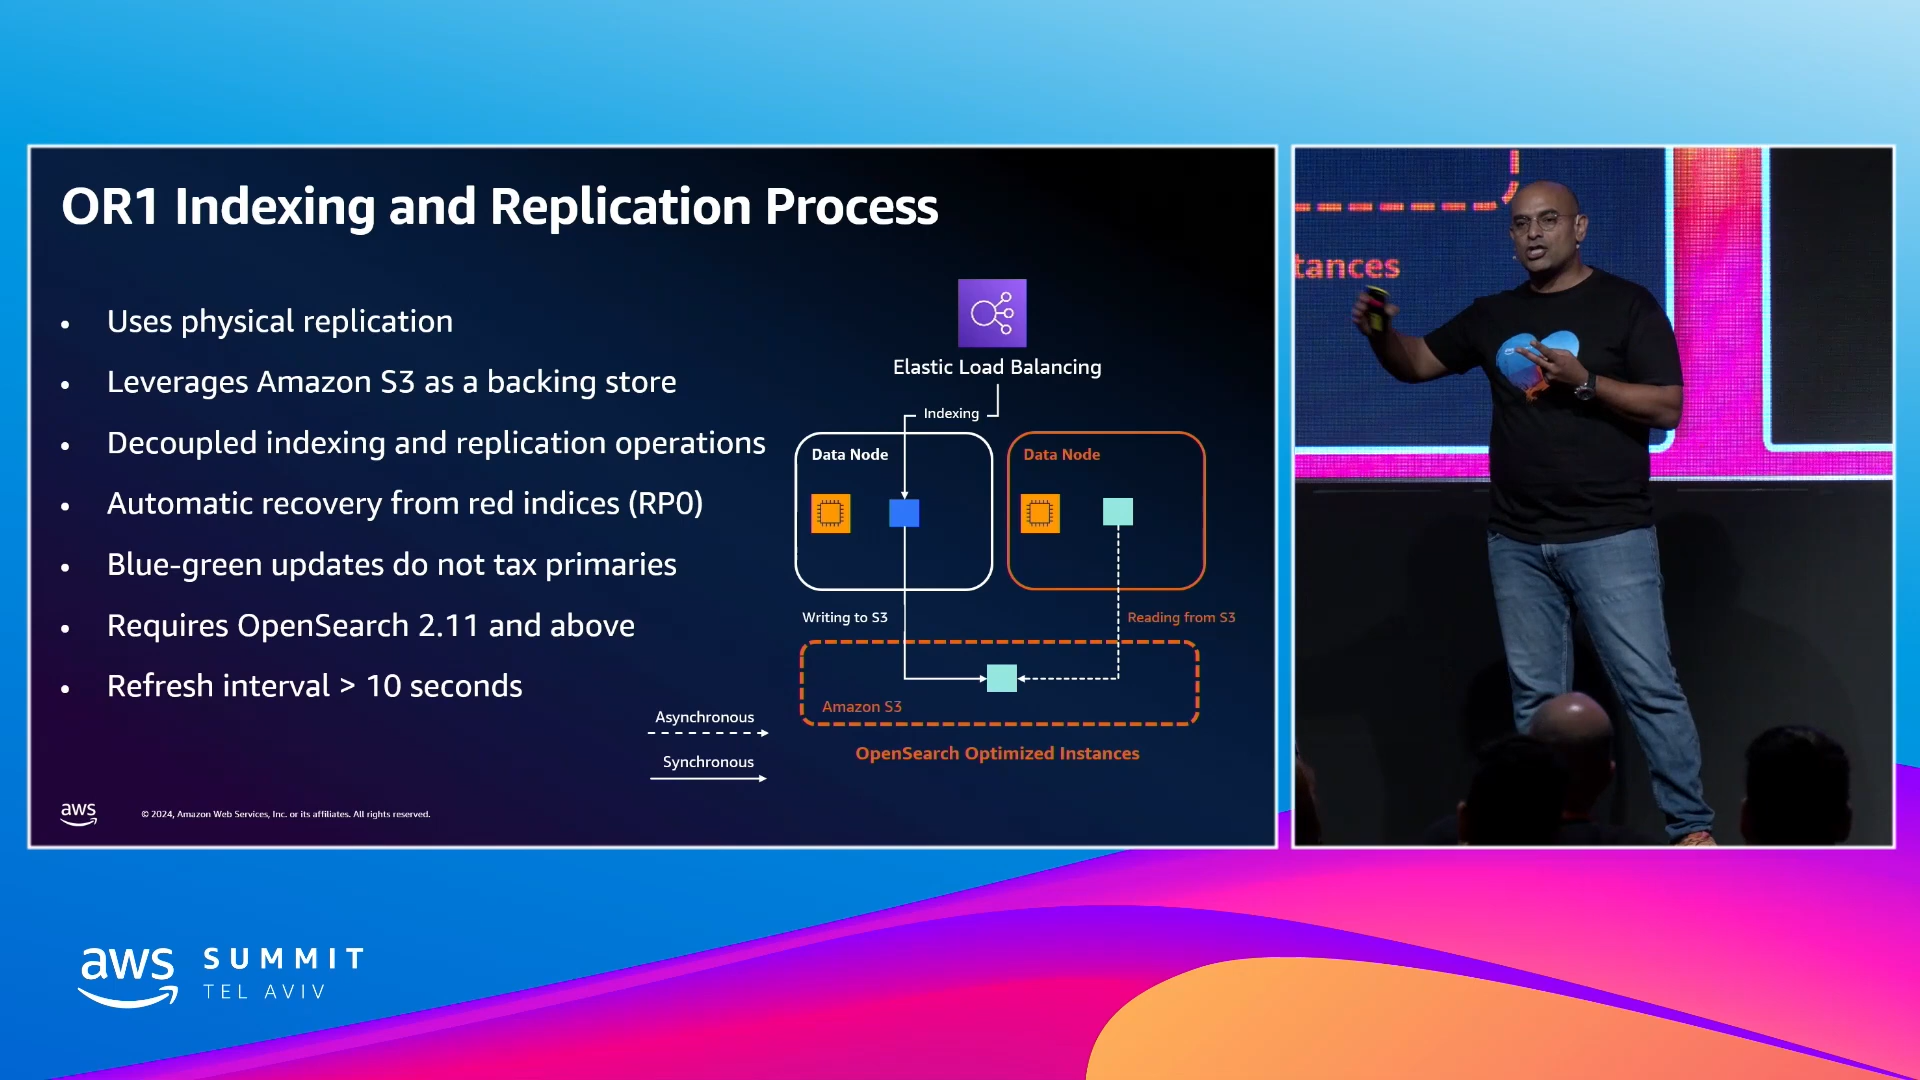 OR1 Indexing and Replication Process
• Uses physical replication
• Leverages Amazon S3 as a backing store
• Decoupled indexing and replication operations
• Automatic recovery from red indices (RP0)
• Blue-green updates do not tax primaries
• Requires OpenSearch 2.11 and above
• Refresh interval > 10 seconds
Elastic Load Balancing
Indexing
Data Node
Data Node
Writing to S3
Reading from S3
Amazon S3
OpenSearch Optimized Instances
Asynchronous
Synchronous
aws
© 2024, Amazon Web Services, Inc. or its affiliates. All rights reserved.
tances
aws SUMMIT
TEL AVIV